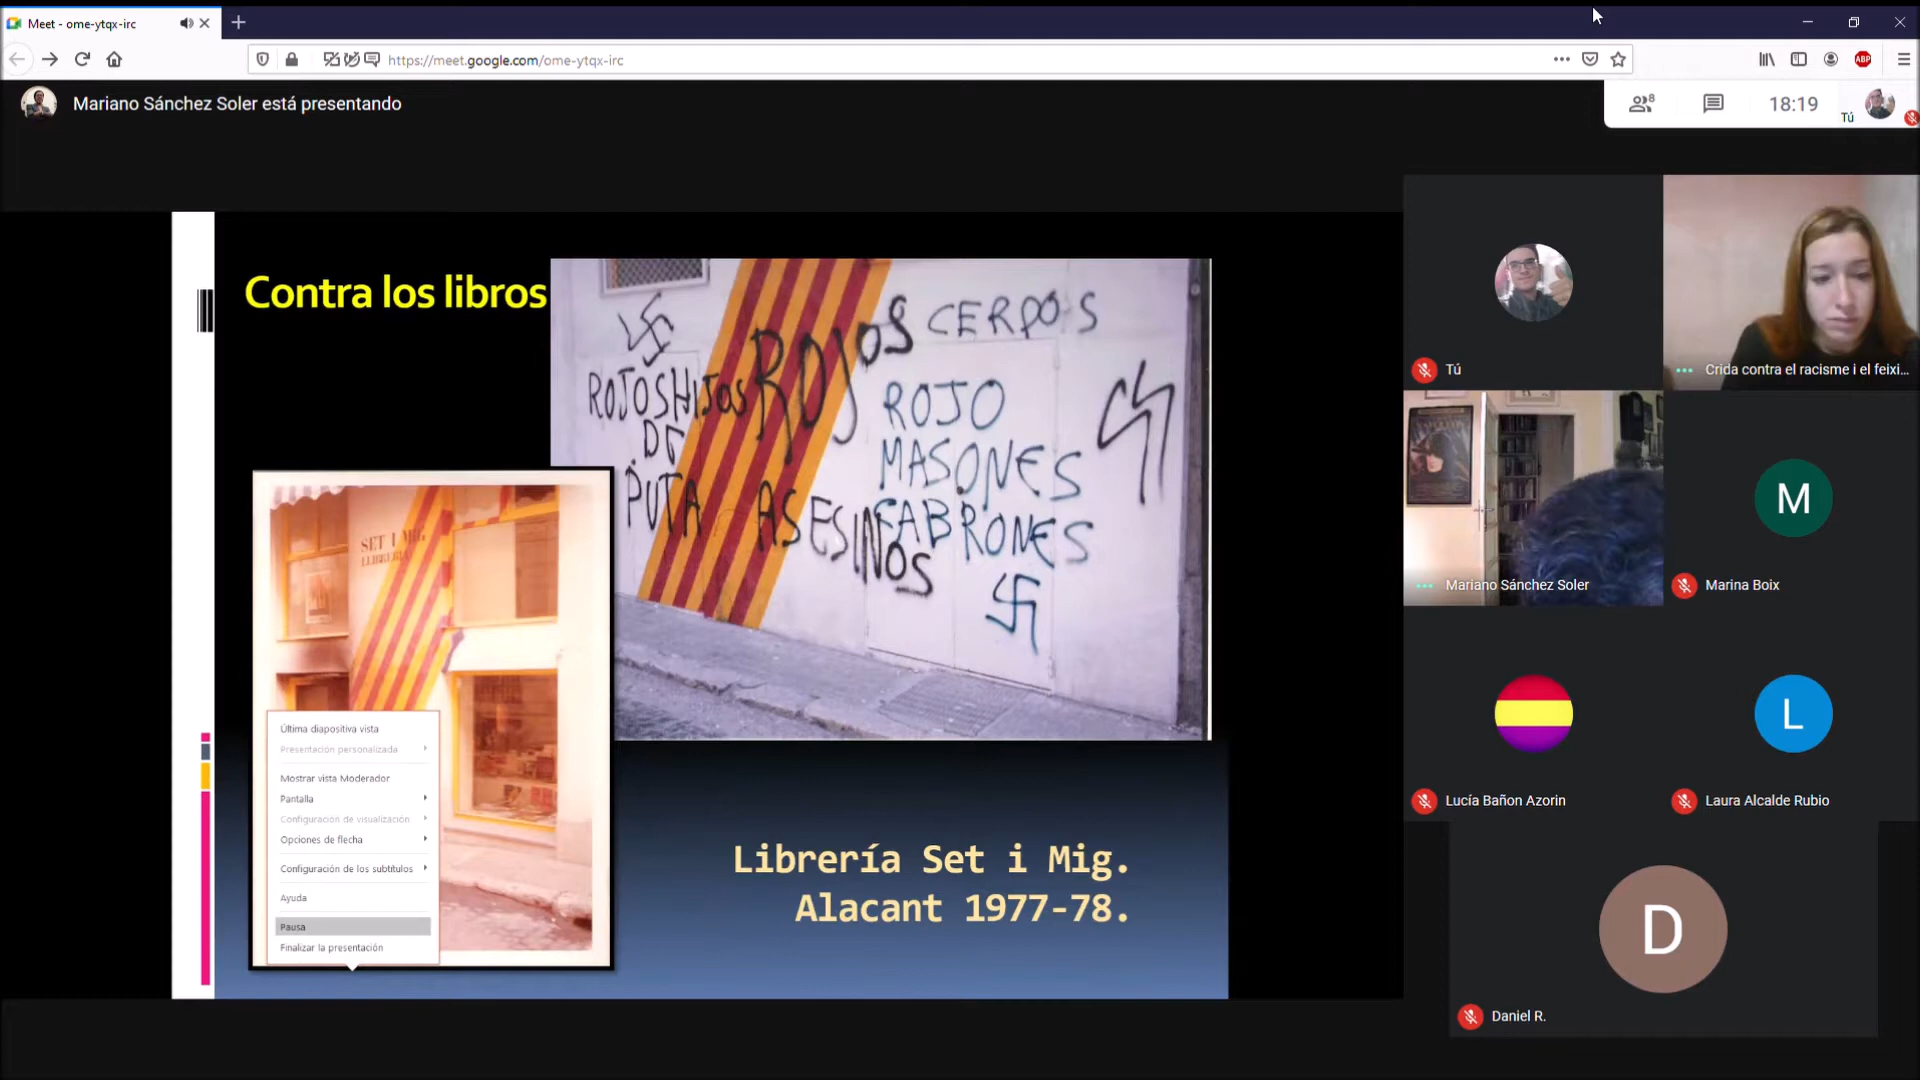 Meet - ome-ytqx-irc
https://meet.google.com/ome-ytqx-irc
ABP
Mariano Sánchez Soler está presentando
8
18:19
Tú
Contra los libros
CERPOS
ROJOS
ROJOS HIJOS
DE
PUTA
ASESINOS
ROJO
MASONES
CABRONES
SET I MIG
LLIBRERIA
Última diapositiva vista
Presentación personalizada
Mostrar vista Moderador
Pantalla
Configuración de visualización
Opciones de flecha
Configuración de los subtítulos
Ayuda
Pausa
Finalizar la presentación
Librería Set i Mig.
Alacant 1977-78.
Tú
Crida contra el racisme i el feixi...
Mariano Sánchez Soler
M
Marina Boix
Lucía Bañon Azorin
L
Laura Alcalde Rubio
D
Daniel R.